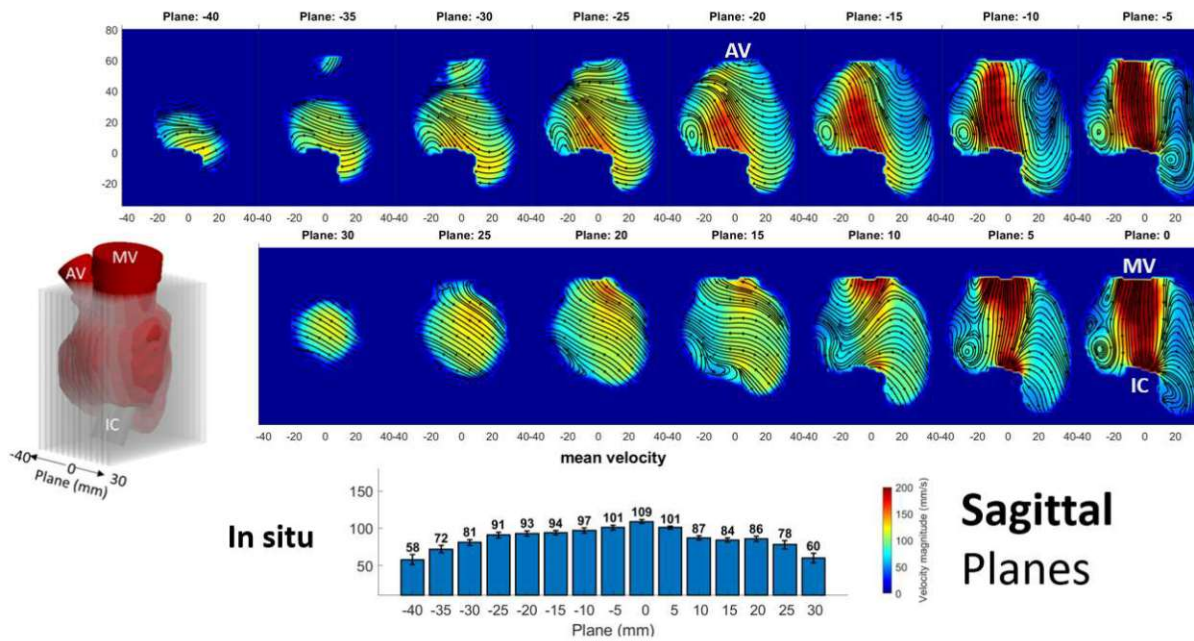 Plane: -40 Plane: -35 Plane: -30 Plane: -25 Plane: -20 Plane: -15 Plane: -10 Plane: -5
80
60
40
20
0
-20
AV
-40 -20 0 20 40-40 -20 0 20 40-40 -20 0 20 40-40 -20 0 20 40-40 -20 0 20 40-40 -20 0 20 40-40 -20 0 20 40-40 -20 0 20
Plane: 30 Plane: 25 Plane: 20 Plane: 15 Plane: 10 Plane: 5 Plane: 0
MV
IC
-40 -20 0 20 40-40 -20 0 20 40-40 -20 0 20 40-40 -20 0 20 40-40 -20 0 20 40-40 -20 0 20 40-40 -20 0 20
AV MV
IC
-40 0 30
Plane (mm)
mean velocity
In situ
150
100
50
58 72 81 91 93 94 97 101 109 101 87 84 86 78 60
-40 -35 -30 -25 -20 -15 -10 -5 0 5 10 15 20 25 30
Plane (mm)
200
150
100
50
0
Velocity magnitude (mm/s)
Sagittal
Planes